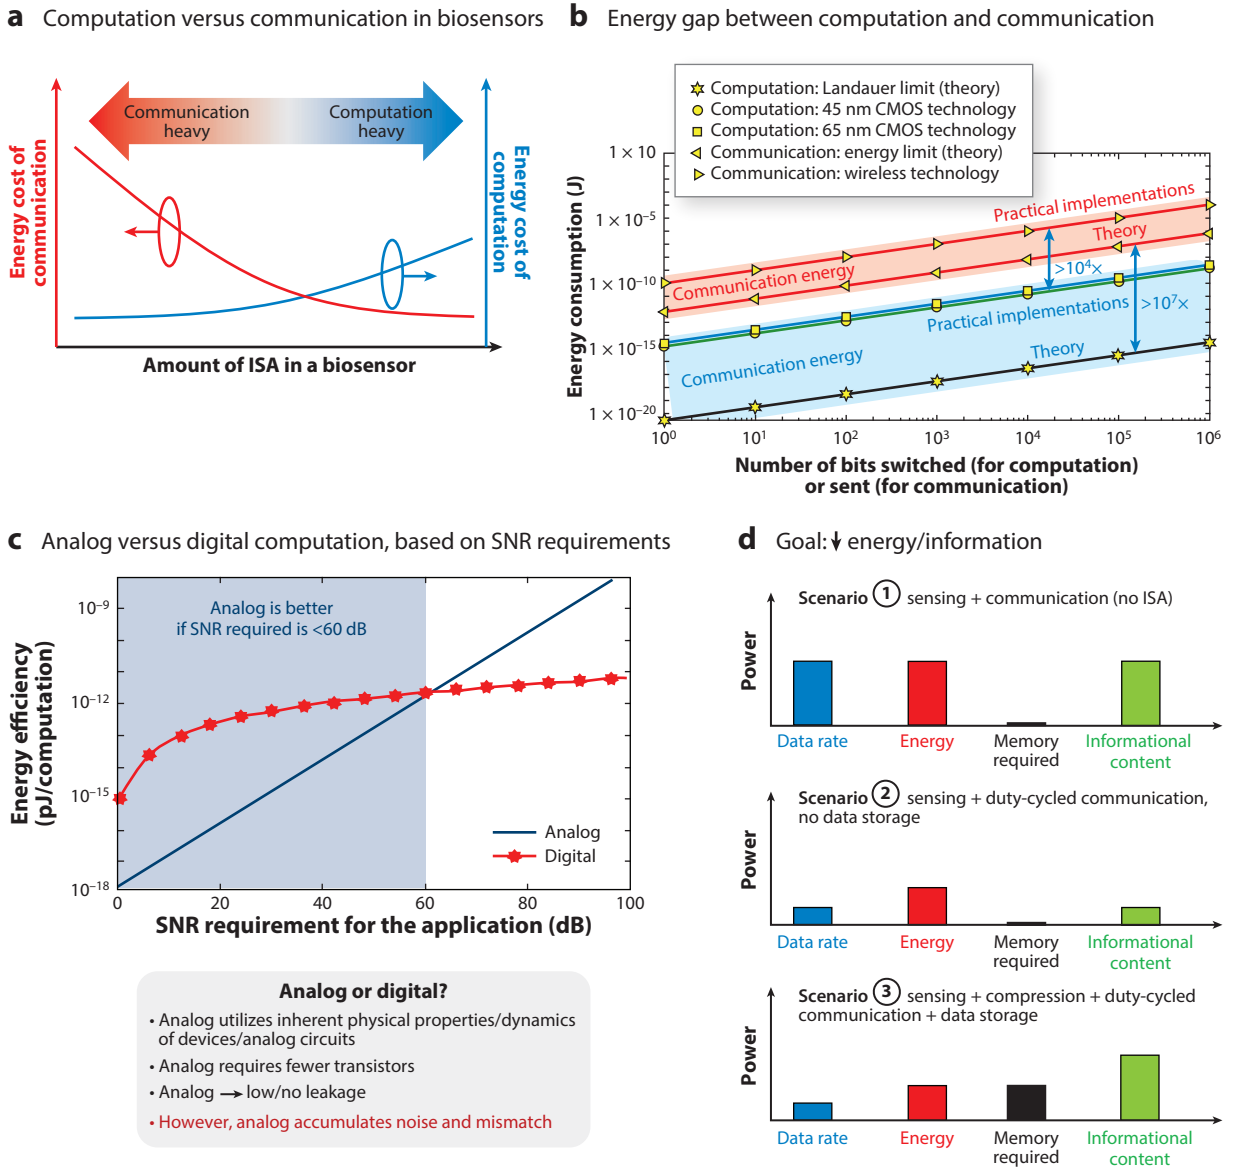 a Computation versus communication in biosensors
Communication
heavy
Computation
heavy
Energy cost of
communication
Energy cost of
computation
Amount of ISA in a biosensor
b Energy gap between computation and communication
Computation: Landauer limit (theory)
Computation: 45 nm CMOS technology
Computation: 65 nm CMOS technology
Communication: energy limit (theory)
Communication: wireless technology
Energy consumption (J)
1 × 10
1 × 10⁻⁵
1 × 10⁻¹⁰
1 × 10⁻¹⁵
1 × 10⁻²⁰
Practical implementations
Theory
Communication energy
>10⁴×
Practical implementations
>10⁷×
Communication energy
Theory
10⁰ 10¹ 10² 10³ 10⁴ 10⁵ 10⁶
Number of bits switched (for computation)
or sent (for communication)
c Analog versus digital computation, based on SNR requirements
Energy efficiency
(pJ/computation)
10⁻⁹
10⁻¹²
10⁻¹⁵
10⁻¹⁸
Analog is better
if SNR required is <60 dB
Analog
Digital
0 20 40 60 80 100
SNR requirement for the application (dB)
Analog or digital?
• Analog utilizes inherent physical properties/dynamics
of devices/analog circuits
• Analog requires fewer transistors
• Analog → low/no leakage
• However, analog accumulates noise and mismatch
d Goal: ↓ energy/information
Scenario 1 sensing + communication (no ISA)
Power
Data rate Energy Memory
required Informational
content
Scenario 2 sensing + duty-cycled communication,
no data storage
Power
Data rate Energy Memory
required Informational
content
Scenario 3 sensing + compression + duty-cycled
communication + data storage
Power
Data rate Energy Memory
required Informational
content